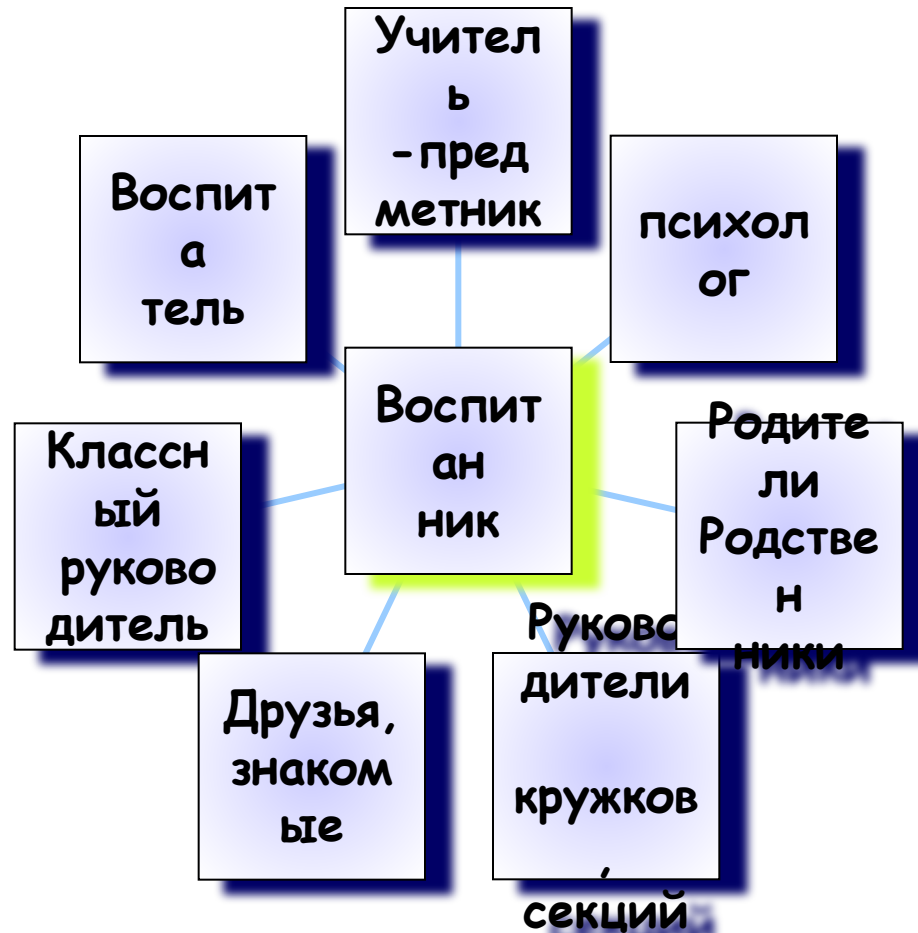 Учител
ь
-пред
метник
Воспит
а
тель
психол
ог
Воспит
ан
ник
Классн
ый
руково
дитель
Родите
ли
Родстве
н
ники
Друзья,
знаком
ые
Руково
дители
кружков
,
секций